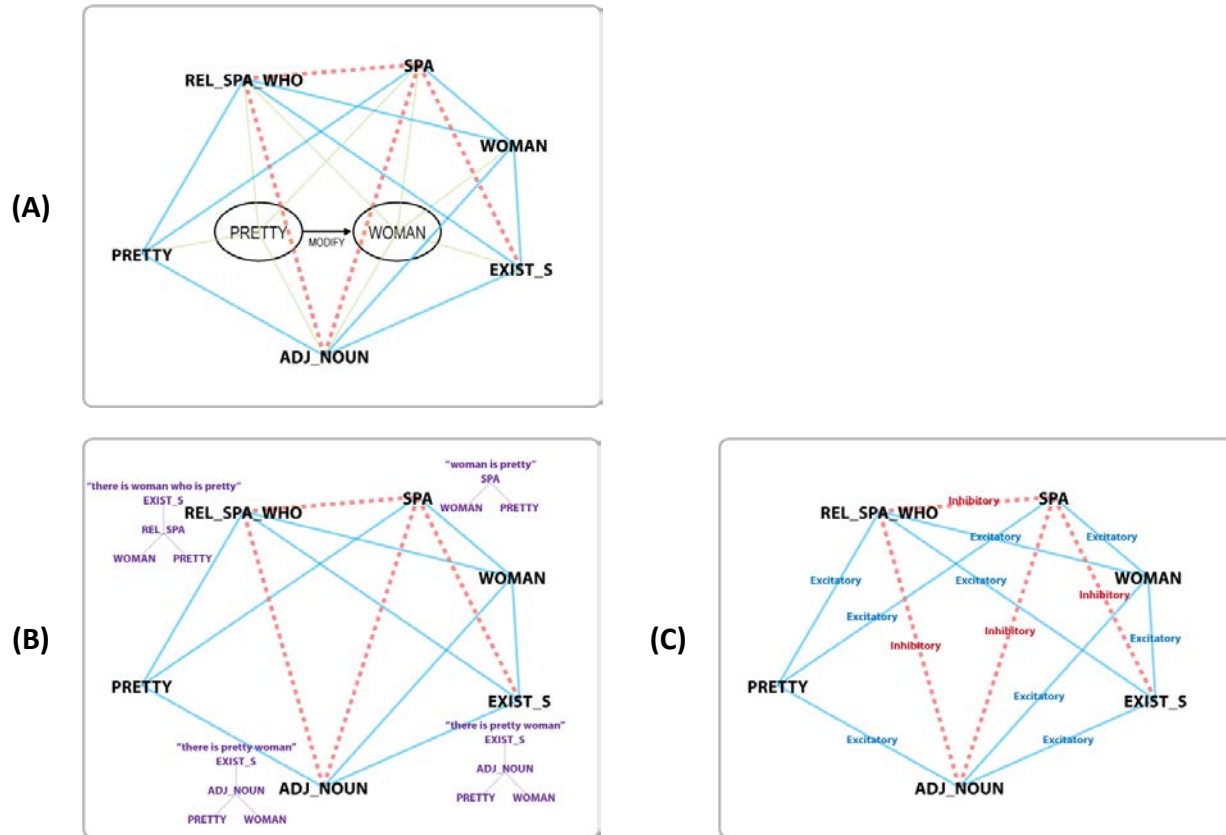 (A)
REL_SPA_WHO
SPA
WOMAN
PRETTY
MODIFY
WOMAN
PRETTY
EXIST_S
ADJ_NOUN
(B)
"there is woman who is pretty"
EXIST_S
REL_SPA
WOMAN PRETTY
"woman is pretty"
SPA
WOMAN PRETTY
REL_SPA_WHO
SPA
WOMAN
PRETTY
EXIST_S
"there is pretty woman"
EXIST_S
ADJ_NOUN
PRETTY WOMAN
"there is pretty woman"
EXIST_S
ADJ_NOUN
PRETTY WOMAN
ADJ_NOUN
(C)
REL_SPA_WHO
Inhibitory
SPA
Excitatory
Excitatory
WOMAN
Excitatory
Excitatory
Inhibitory
Excitatory
Inhibitory
Inhibitory
Excitatory
PRETTY
Excitatory
EXIST_S
Excitatory
Excitatory
ADJ_NOUN